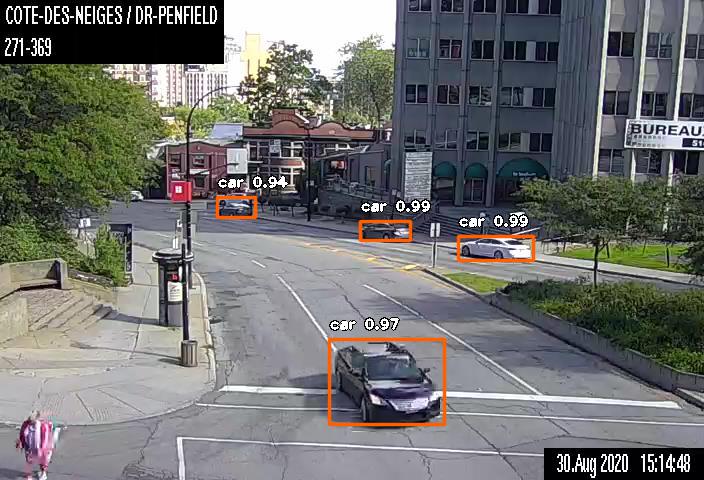 COTE-DES-NEIGES / DR-PENFIELD
271-369
car 0.94
car 0.99
car 0.99
BUREAUX
car 0.97
30.Aug 2020 15:14:48